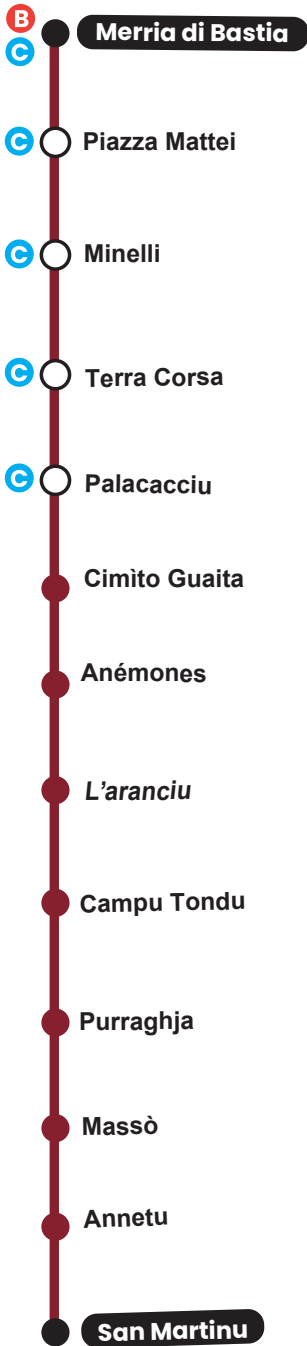 B
Merria di Bastia
C
C
Piazza Mattei
C
Minelli
C
Terra Corsa
C
Palacacciu
Cimìto Guaita
Anémones
L’aranciu
Campu Tondu
Purraghja
Massò
Annetu
San Martinu